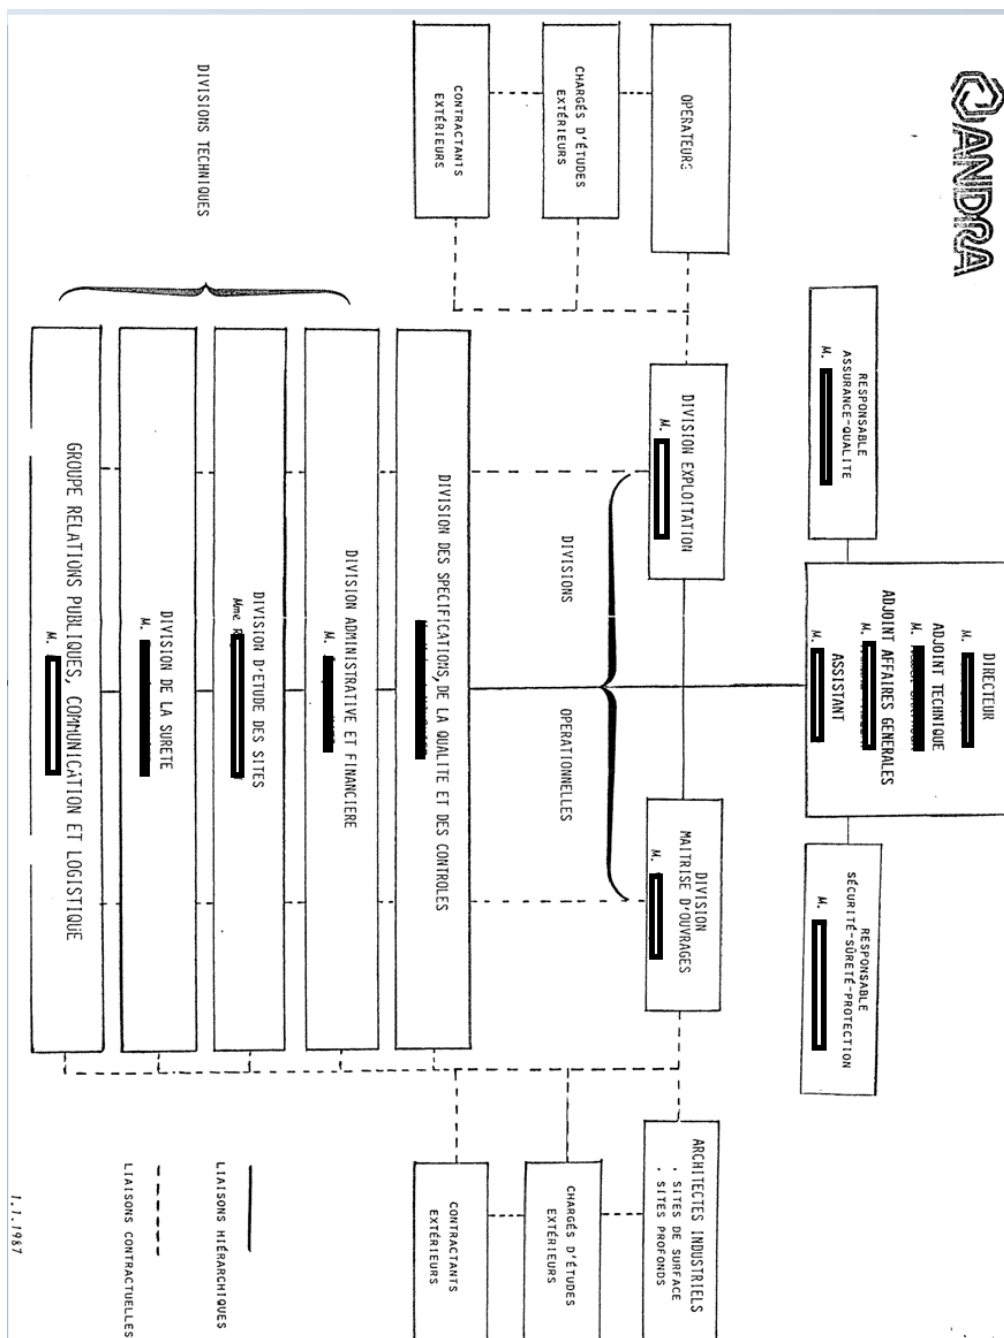 ANDRA
DIRECTEUR
M.
ADJOINT TECHNIQUE
M.
ADJOINT AFFAIRES GENERALES
M.
ASSISTANT
M.
RESPONSABLE
ASSURANCE-QUALITE
M.
RESPONSABLE
SÉCURITÉ-SÛRETÉ-PROTECTION
M.
OPERATEURS
DIVISION EXPLOITATION
M.
DIVISION
MAITRISE D'OUVRAGES
M.
ARCHITECTES INDUSTRIELS
. SITES DE SURFACE
. SITES PROFONDS
CHARGÉS D'ÉTUDES
EXTÉRIEURS
DIVISIONS
OPERATIONNELLES
CHARGÉS D'ÉTUDES
EXTÉRIEURS
CONTRACTANTS
EXTÉRIEURS
DIVISION DES SPECIFICATIONS, DE LA QUALITE ET DES CONTROLES
CONTRACTANTS
EXTÉRIEURS
DIVISION ADMINISTRATIVE ET FINANCIERE
M.
DIVISIONS TECHNIQUES
DIVISION D'ETUDE DES SITES
Mme
DIVISION DE LA SURETE
M.
GROUPE RELATIONS PUBLIQUES, COMMUNICATION ET LOGISTIQUE
M.
LIAISONS HIÉRARCHIQUES
LIAISONS CONTRACTUELLES
1.1.1987